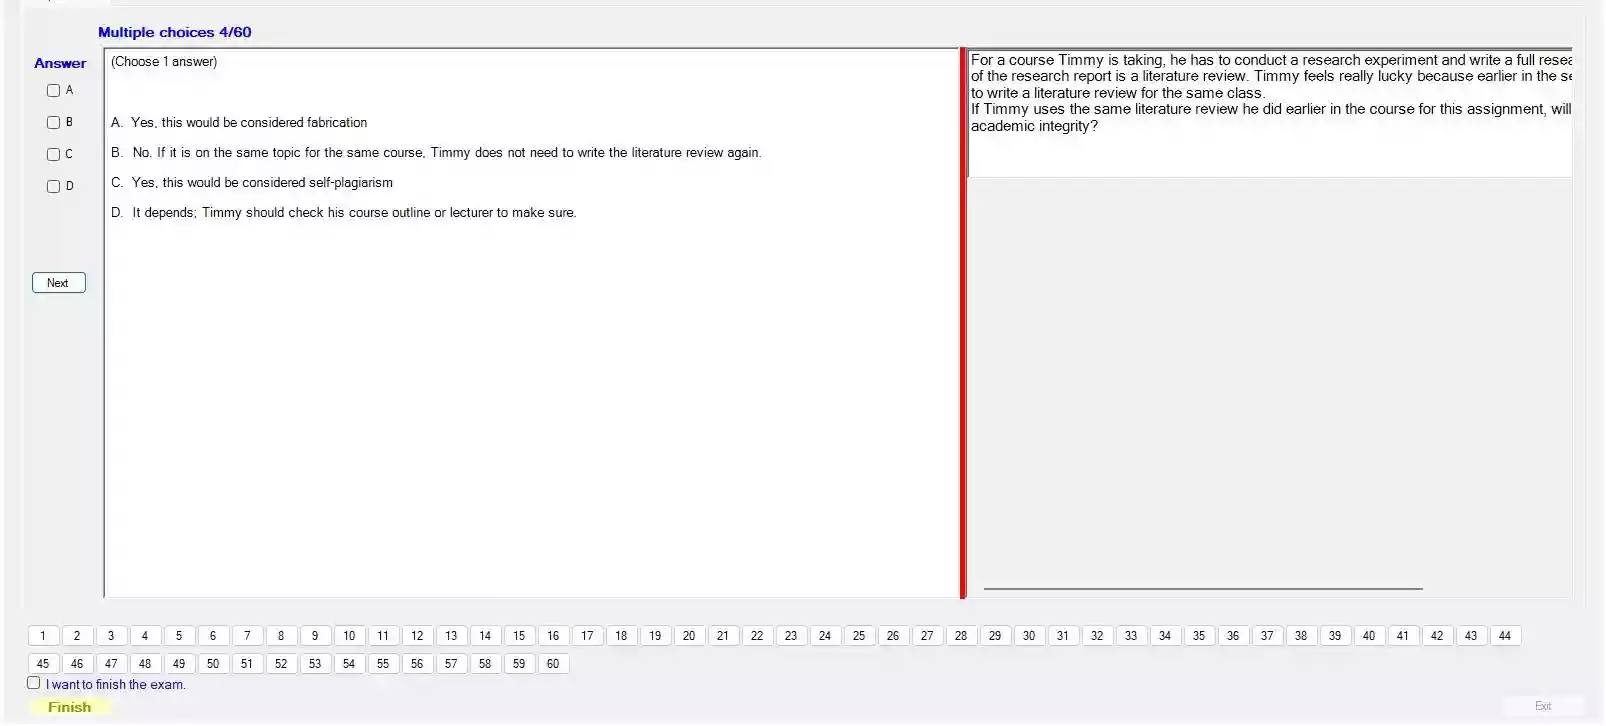 Multiple choices 4/60
Answer
(Choose 1 answer)
For a course Timmy is taking, he has to conduct a research experiment and write a full
of the research report is a literature review. Timmy feels really lucky because earlier in the
to write a literature review for the same class.
If Timmy uses the same literature review he did earlier in the course for this assignment, will
academic integrity?
A
B
C
D
A. Yes, this would be considered fabrication
B. No. If it is on the same topic for the same course, Timmy does not need to write the literature review again.
C. Yes, this would be considered self-plagiarism
D. It depends; Timmy should check his course outline or lecturer to make sure.
Next
1 2 3 4 5 6 7 8 9 10 11 12 13 14 15 16 17 18 19 20 21 22 23 24 25 26 27 28 29 30 31 32 33 34 35 36 37 38 39 40 41 42 43 44
45 46 47 48 49 50 51 52 53 54 55 56 57 58 59 60
I want to finish the exam.
Finish
Exit